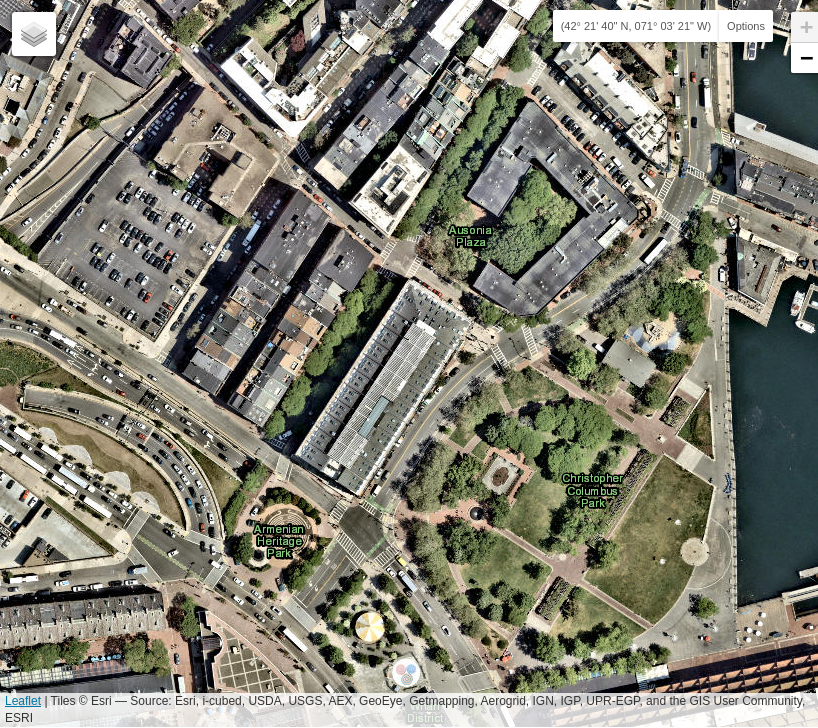 (42° 21' 40" N, 071° 03' 21" W) Options
+
−
Ausonia
Plaza
Christopher
Columbus
Park
Armenian
Heritage
Park
Leaflet | Tiles © Esri — Source: Esri, i-cubed, USDA, USGS, AEX, GeoEye, Getmapping, Aerogrid, IGN, IGP, UPR-EGP, and the GIS User Community,
ESRI
District